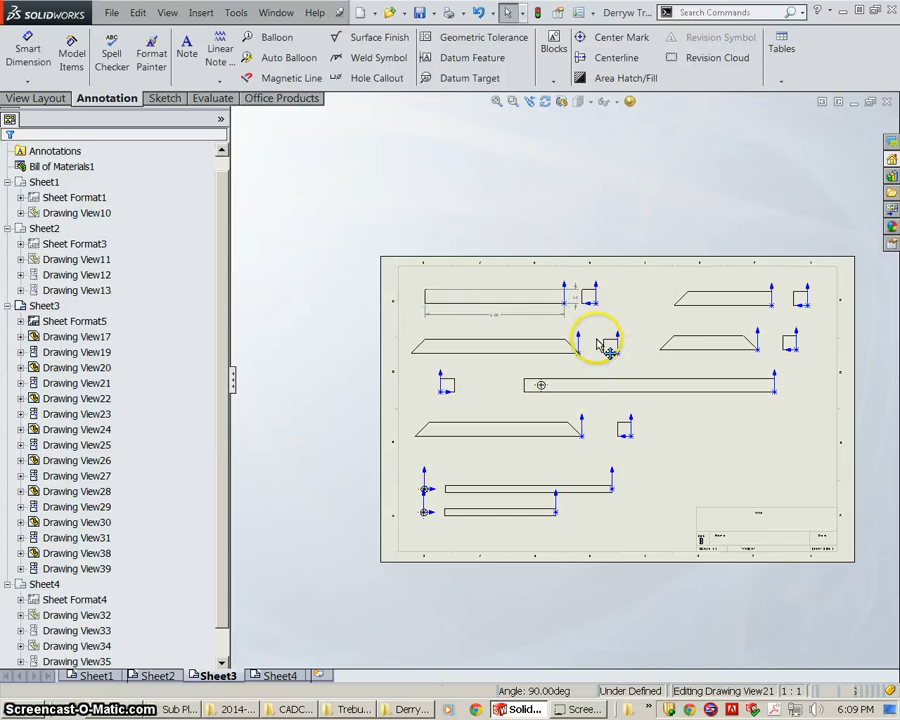 SOLIDWORKS File Edit View Insert Tools Window Help Derryw Tr... Search Commands
Smart Dimension
Model Items
Spell Checker
Format Painter
Note
Linear Note ...
Balloon
Auto Balloon
Magnetic Line
Surface Finish
Weld Symbol
Hole Callout
Geometric Tolerance
Datum Feature
Datum Target
Blocks
Center Mark
Centerline
Area Hatch/Fill
Revision Symbol
Revision Cloud
Tables
View Layout Annotation Sketch Evaluate Office Products
Annotations
Bill of Materials1
Sheet1
Sheet Format1
Drawing View10
Sheet2
Sheet Format3
Drawing View11
Drawing View12
Drawing View13
Sheet3
Sheet Format5
Drawing View17
Drawing View19
Drawing View20
Drawing View21
Drawing View22
Drawing View23
Drawing View24
Drawing View25
Drawing View26
Drawing View27
Drawing View28
Drawing View29
Drawing View30
Drawing View31
Drawing View38
Drawing View39
Sheet4
Sheet Format4
Drawing View32
Drawing View33
Drawing View34
Drawing View35
B
Sheet1 Sheet2 Sheet3 Sheet4
Angle: 90.00deg Under Defined Editing Drawing View21 1 : 1
Screencast-O-Matic.com Sub Pl... 2014-... CADC... Trebu... Derry... Solid... Scree... 6:09 PM